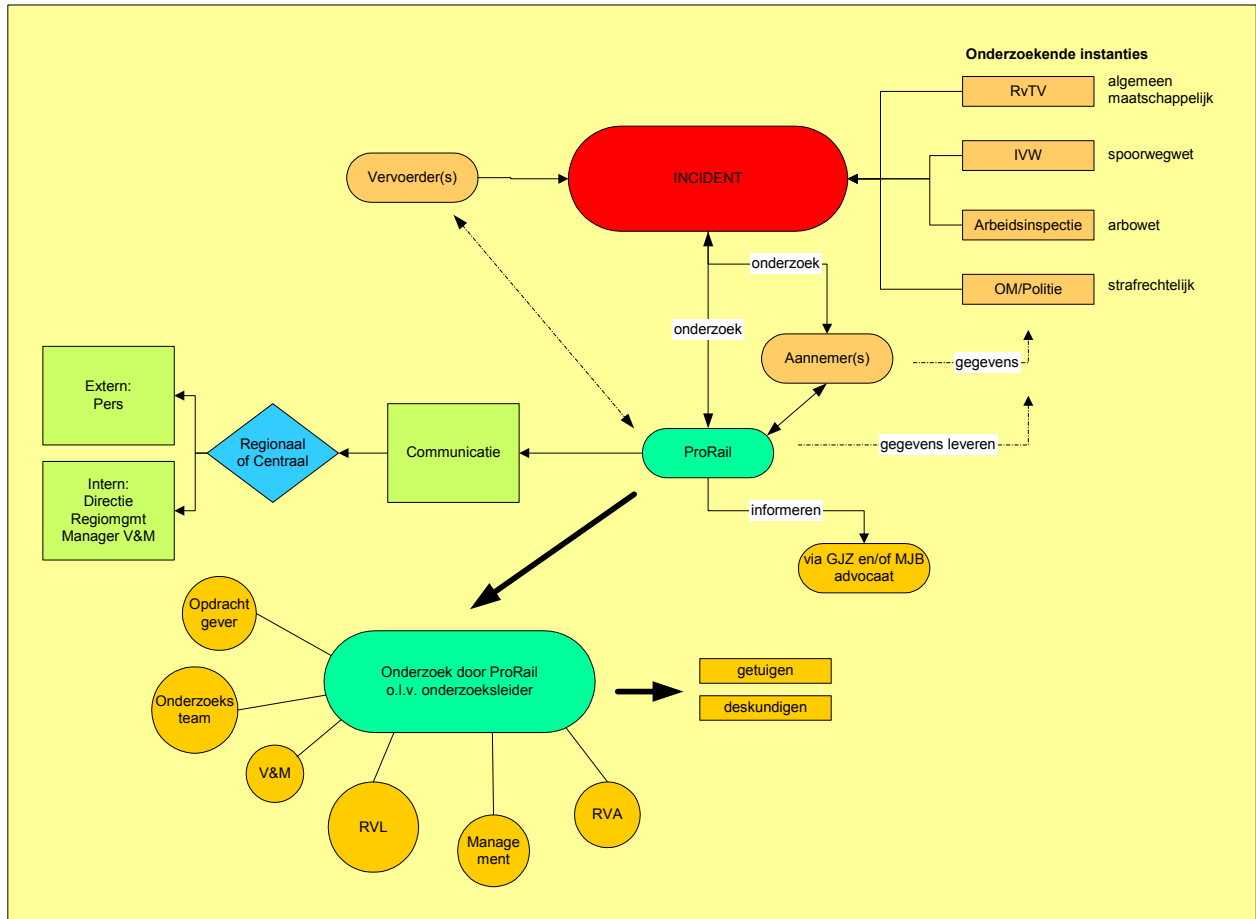 Onderzoekende instanties
RvTV
algemeen
maatschappelijk
IVW
spoorwegwet
Arbeidsinspectie
arbowet
OM/Politie
strafrechtelijk
Vervoerder(s)
INCIDENT
onderzoek
onderzoek
Aannemer(s)
gegevens
gegevens leveren
ProRail
Communicatie
Regionaal
of Centraal
Extern:
Pers
Intern:
Directie
Regiomgmt
Manager V&M
informeren
via GJZ en/of MJB
advocaat
Opdracht
gever
Onderzoeks
team
V&M
RVL
Manage
ment
RVA
Onderzoek door ProRail
o.l.v. onderzoeksleider
getuigen
deskundigen